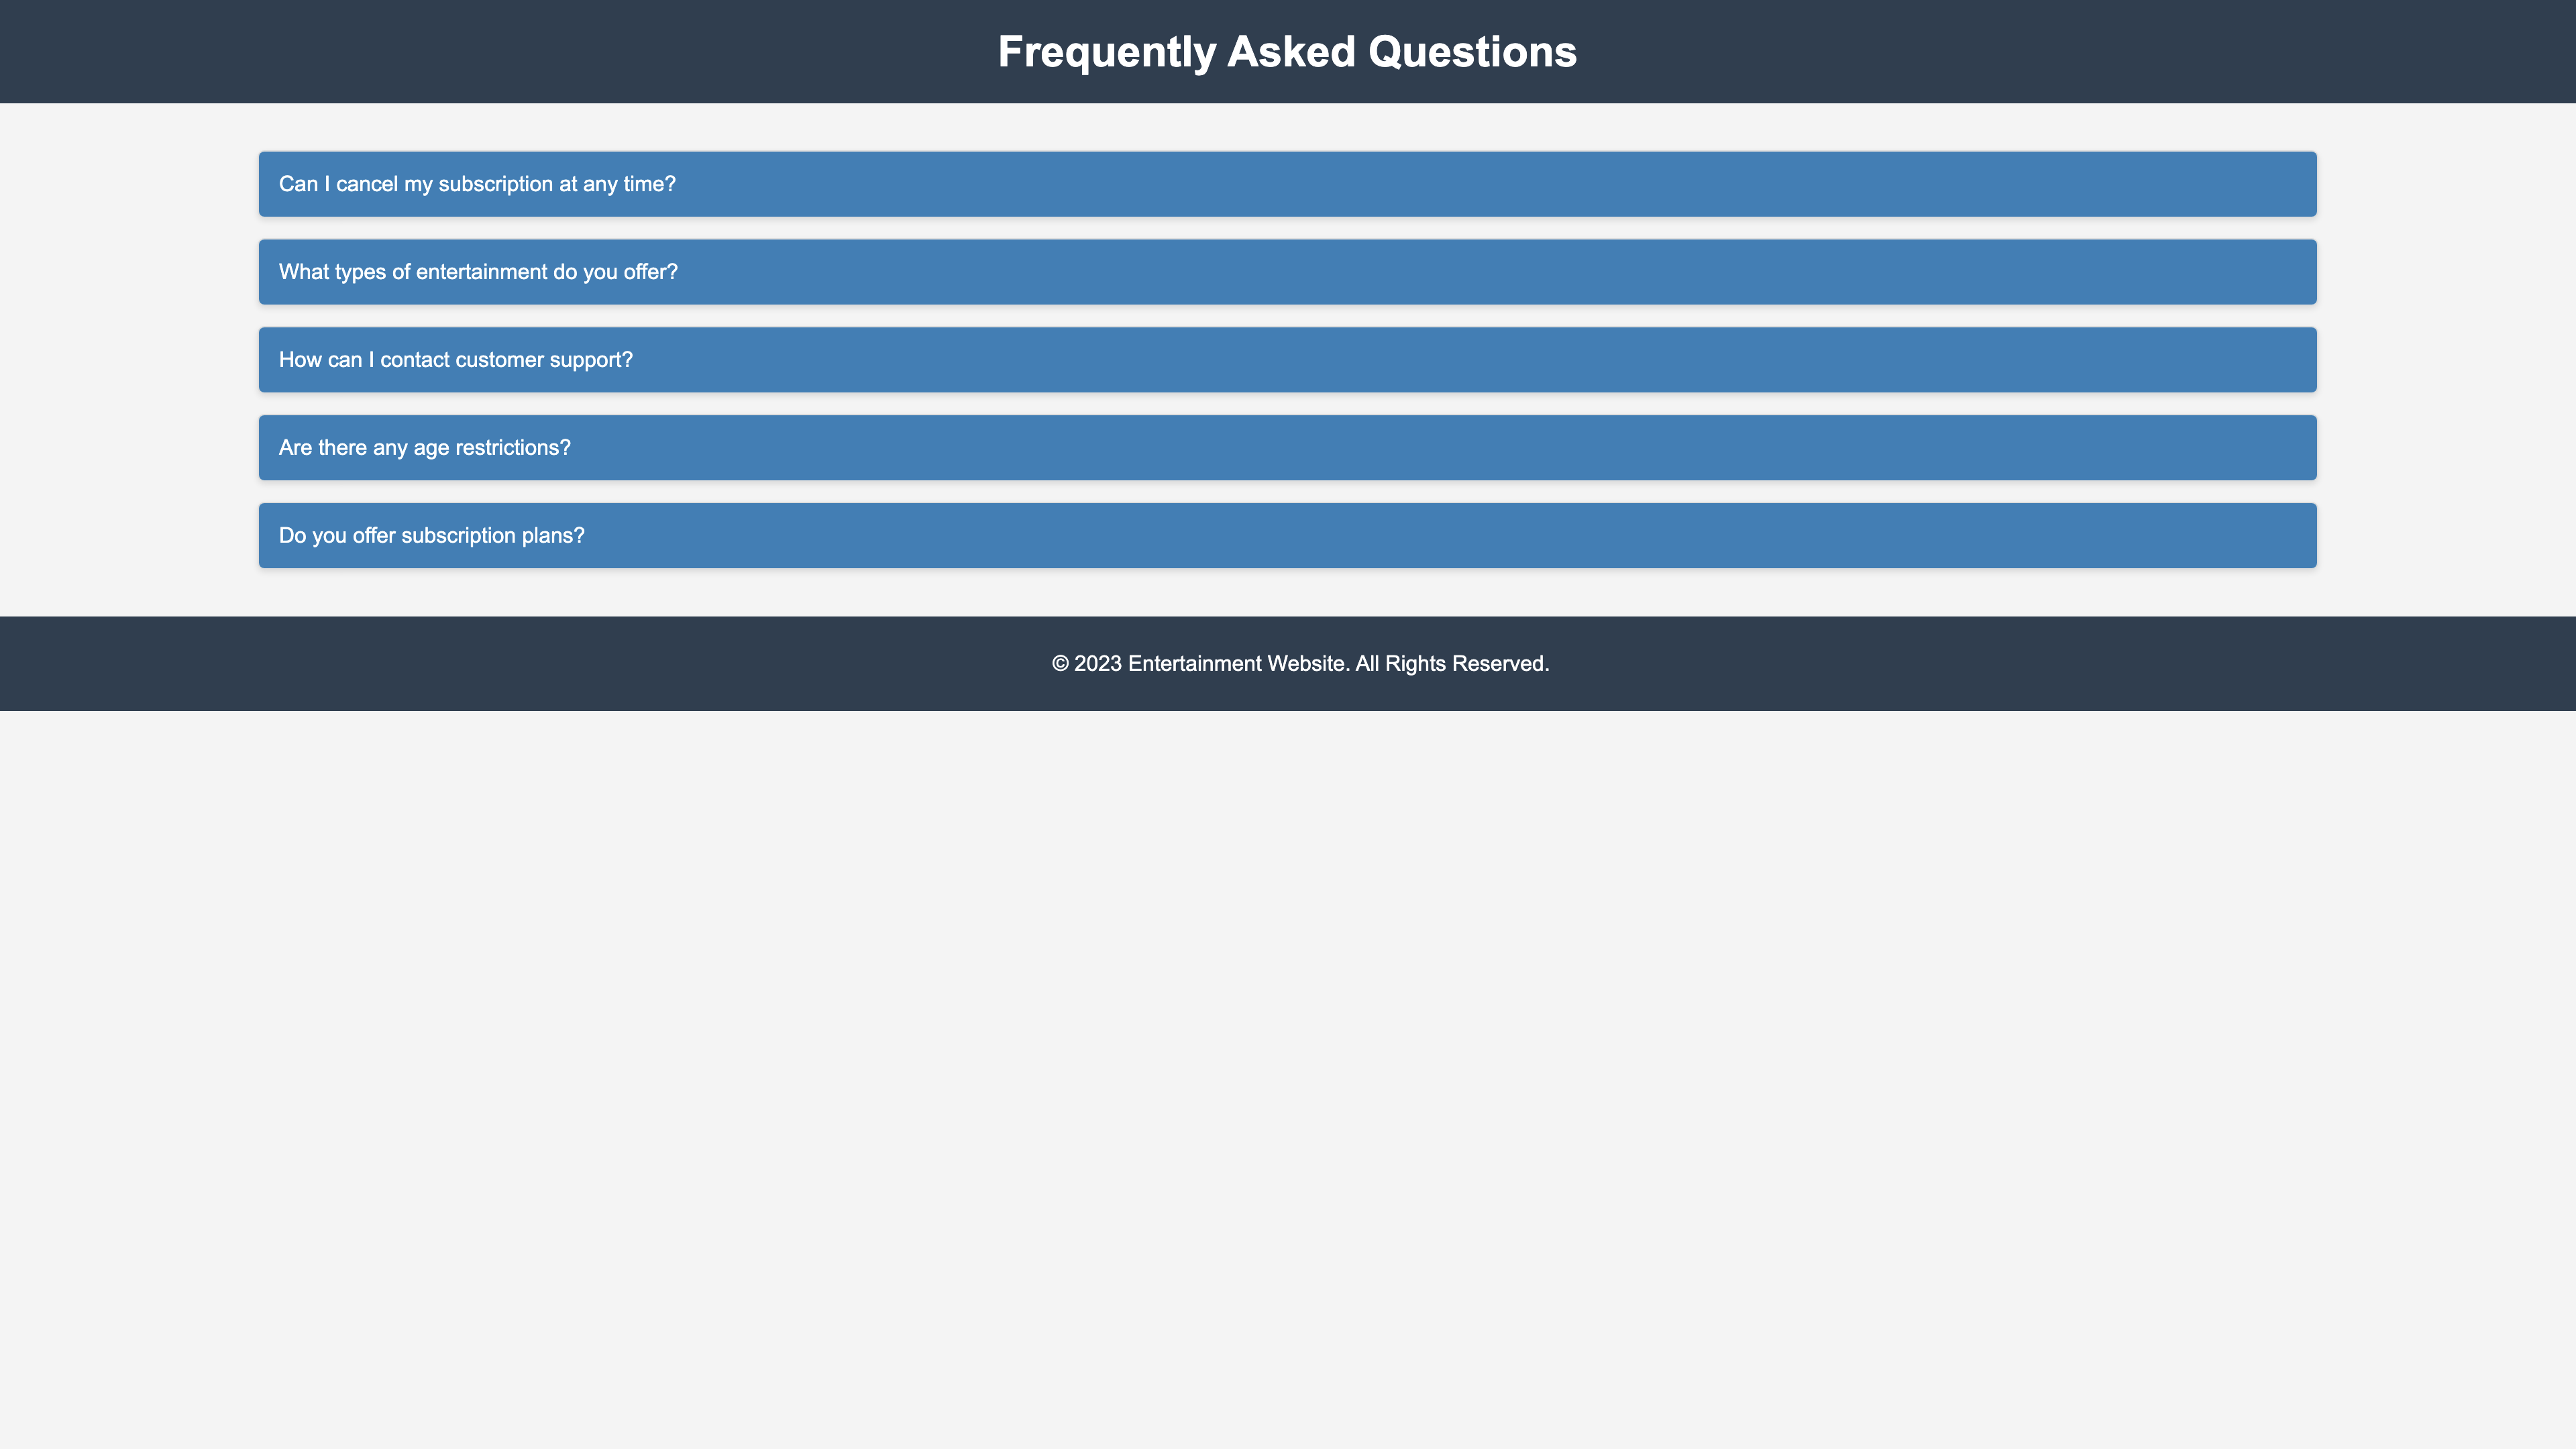 Frequently Asked Questions
Can I cancel my subscription at any time?
What types of entertainment do you offer?
How can I contact customer support?
Are there any age restrictions?
Do you offer subscription plans?
© 2023 Entertainment Website. All Rights Reserved.